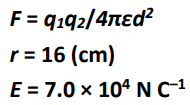 F = q₁q₂/4πεd²
r = 16 (cm)
E = 7.0 × 10⁴ N C⁻¹